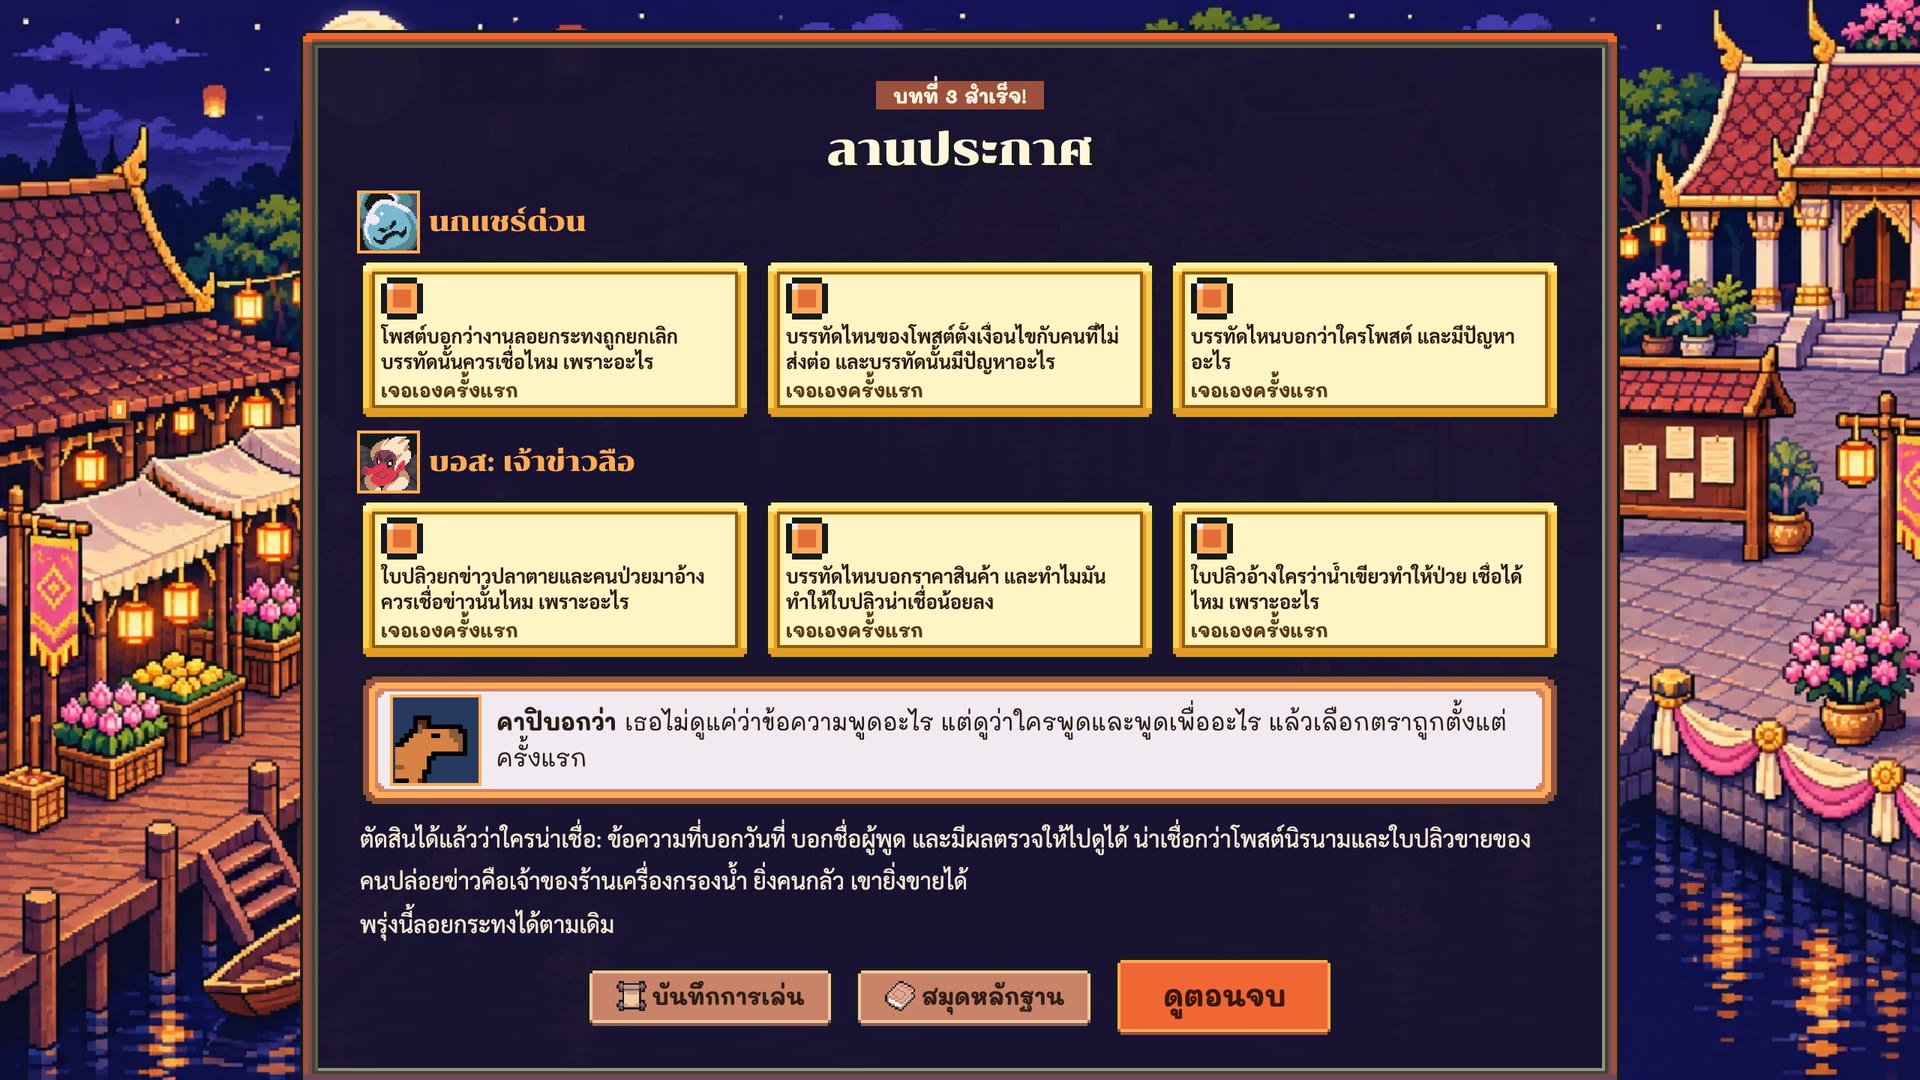 บทที่ 3 สำเร็จ!
ลานประกาศ
นกแชร์ด่วน
โพสต์บอกว่างานลอยกระทงถูกยกเลิก
บรรทัดนั้นควรเชื่อไหม เพราะอะไร
เจอเองครั้งแรก
บรรทัดไหนของโพสต์ตั้งเงื่อนไขกับคนที่ไม่
ส่งต่อ และบรรทัดนั้นมีปัญหาอะไร
เจอเองครั้งแรก
บรรทัดไหนบอกว่าใครโพสต์ และมีปัญหา
อะไร
เจอเองครั้งแรก
บอส: เจ้าข่าวลือ
ใบปลิวยกข่าวปลาตายและคนป่วยมาอ้าง
ควรเชื่อข่าวนั้นไหม เพราะอะไร
เจอเองครั้งแรก
บรรทัดไหนบอกราคาสินค้า และทำไมมัน
ทำให้ใบปลิวน่าเชื่อน้อยลง
เจอเองครั้งแรก
ใบปลิวอ้างใครว่าน้ำเขียวทำให้ป่วย เชื่อได้
ไหม เพราะอะไร
เจอเองครั้งแรก
คาปิบอกว่า เธอไม่ดูแค่ว่าข้อความพูดอะไร แต่ดูว่าใครพูดและพูดเพื่ออะไร แล้วเลือกตราถูกตั้งแต่
ครั้งแรก
ตัดสินได้แล้วว่าใครน่าเชื่อ: ข้อความที่บอกวันที่ บอกชื่อผู้พูด และมีผลตรวจให้ไปดูได้ น่าเชื่อกว่าโพสต์นิรนามและใบปลิวขายของ
คนปล่อยข่าวคือเจ้าของร้านเครื่องกรองน้ำ ยิ่งคนกลัว เขายิ่งขายได้
พรุ่งนี้ลอยกระทงได้ตามเดิม
บันทึกการเล่น
สมุดหลักฐาน
ดูตอนจบ